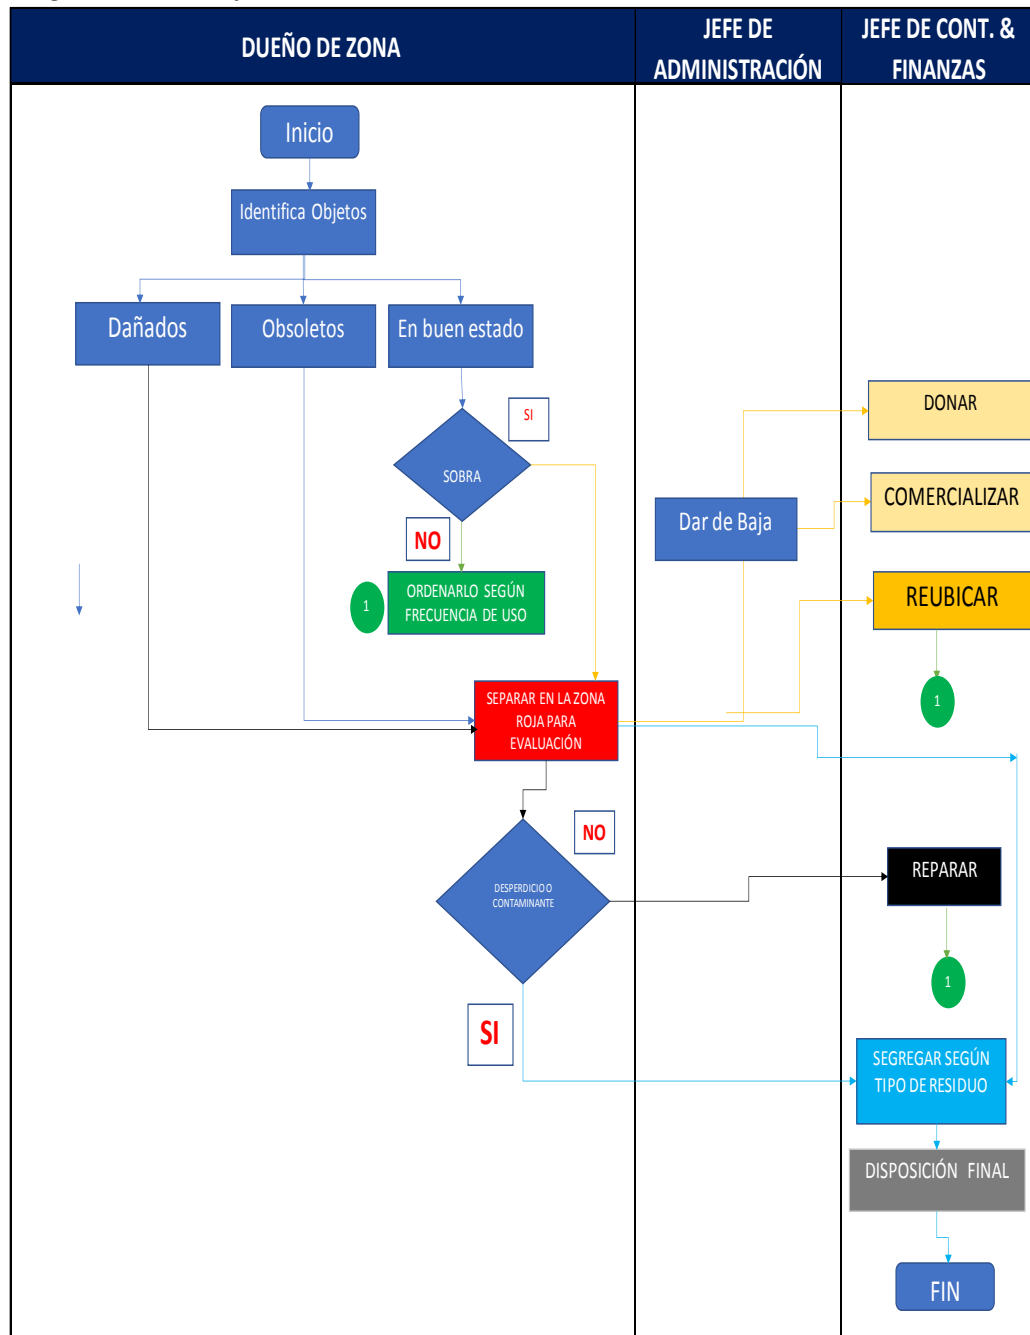 DUEÑO DE ZONA
JEFE DE
ADMINISTRACIÓN
JEFE DE CONT. &
FINANZAS
Inicio
Identifica Objetos
Dañados
Obsoletos
En buen estado
SI
SOBRA
NO
1
ORDENARLO SEGÚN
FRECUENCIA DE USO
DONAR
COMERCIALIZAR
Dar de Baja
REUBICAR
1
SEPARAR EN LA ZONA
ROJA PARA
EVALUACIÓN
NO
DESPERDICIO O
CONTAMINANTE
REPARAR
1
SI
SEGREGAR SEGÚN
TIPO DE RESIDUO
DISPOSICIÓN FINAL
FIN